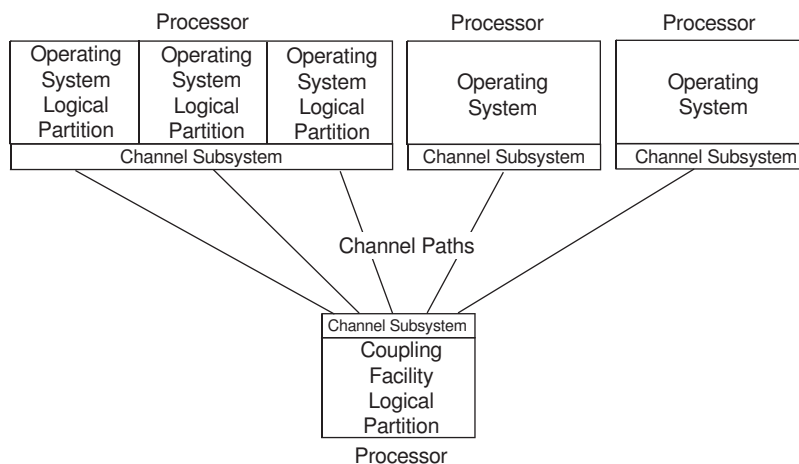 Processor
Processor
Processor
Operating
System
Logical
Partition
Operating
System
Logical
Partition
Operating
System
Logical
Partition
Channel Subsystem
Operating
System
Channel Subsystem
Operating
System
Channel Subsystem
Channel Paths
Channel Subsystem
Coupling
Facility
Logical
Partition
Processor